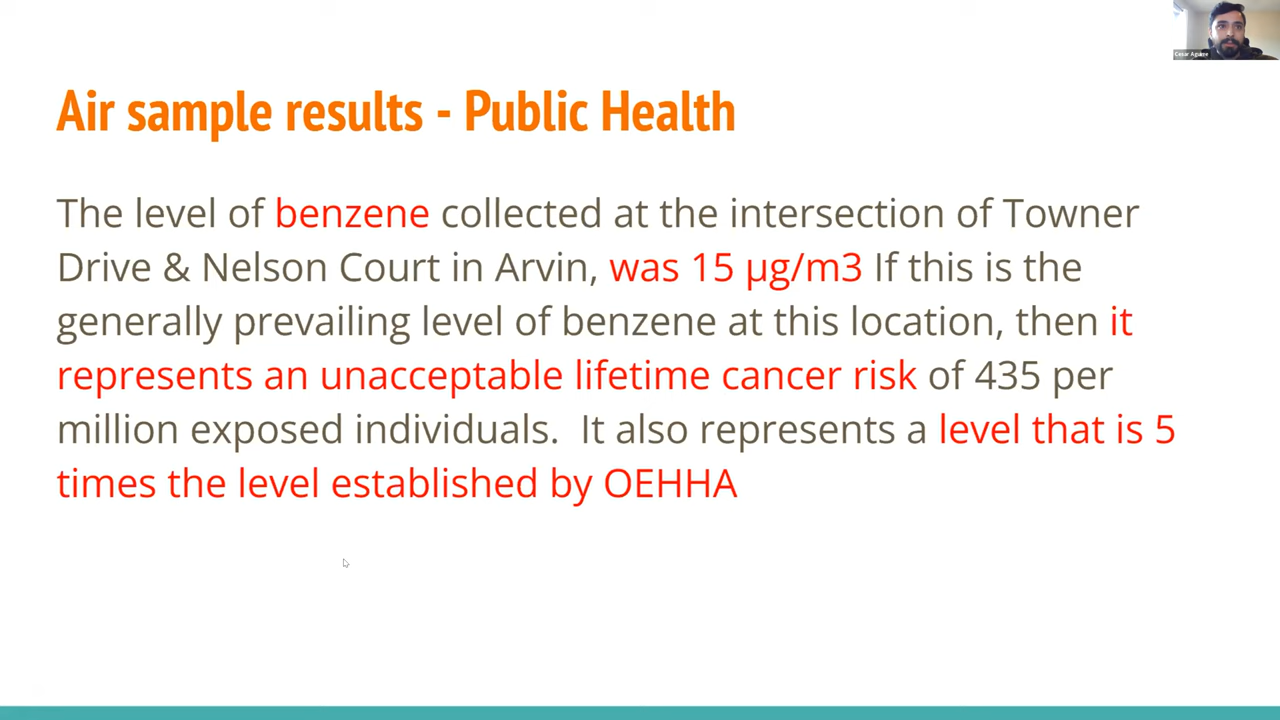 Cesar Aguirre
Air sample results - Public Health
The level of benzene collected at the intersection of Towner
Drive & Nelson Court in Arvin, was 15 µg/m3 If this is the
generally prevailing level of benzene at this location, then it
represents an unacceptable lifetime cancer risk of 435 per
million exposed individuals.  It also represents a level that is 5
times the level established by OEHHA